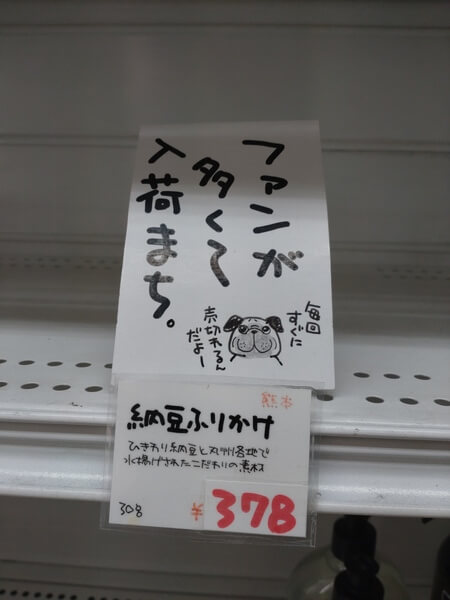 ファンが
多くて
入荷まち。
毎回
すぐに
売切れるん
だよー
熊本
納豆ふりかけ
ひきわり納豆と九州各地で
水揚げされたこだわりの素材
30g
¥378